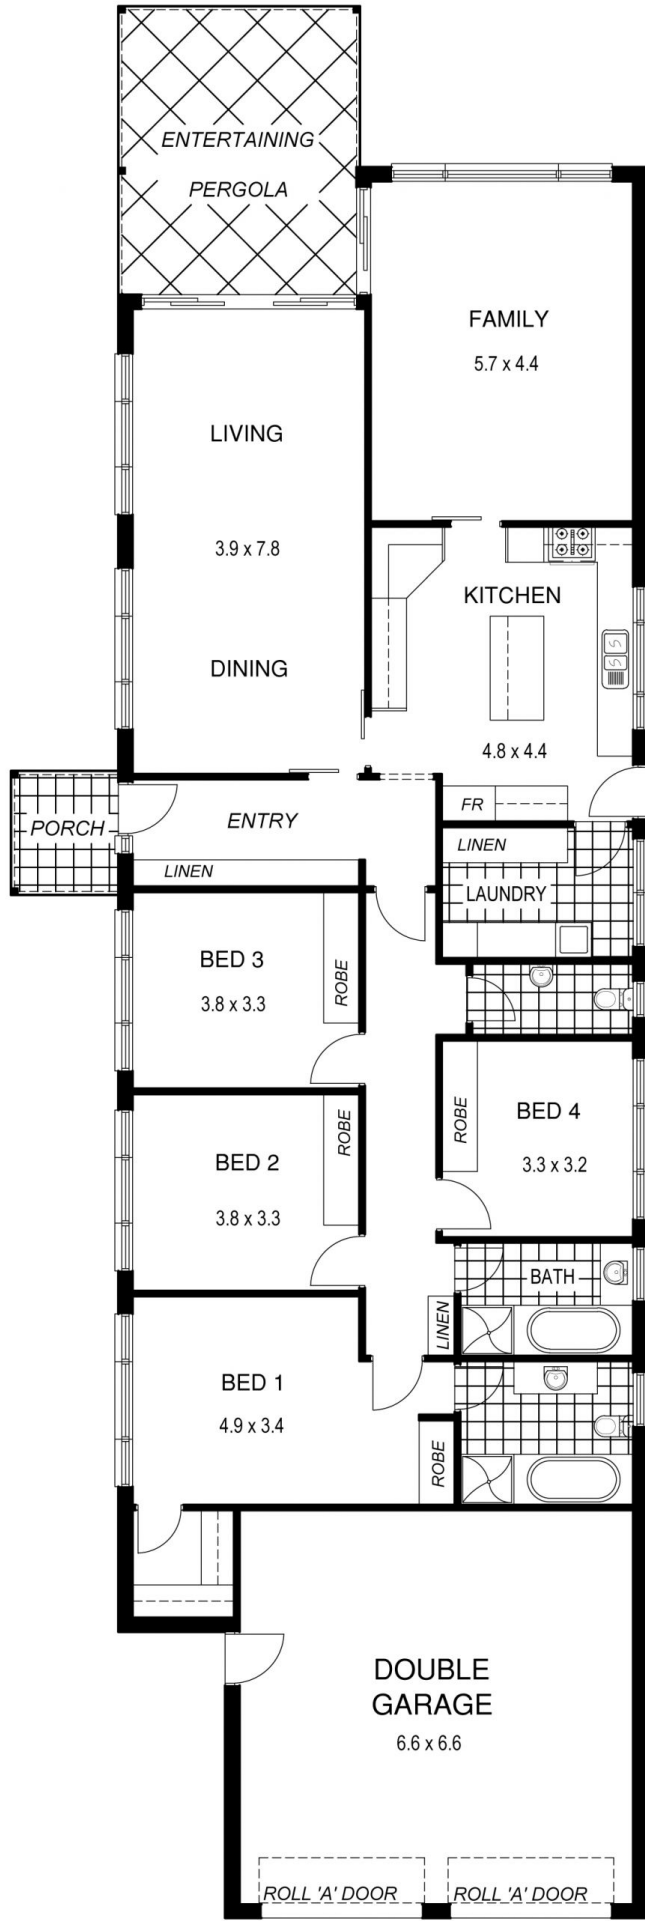 ENTERTAINING
PERGOLA
FAMILY
5.7 x 4.4
LIVING
3.9 x 7.8
DINING
KITCHEN
4.8 x 4.4
FR
PORCH
ENTRY
LINEN
LINEN
LAUNDRY
BED 3
3.8 x 3.3
ROBE
BED 2
3.8 x 3.3
ROBE
ROBE
BED 4
3.3 x 3.2
BATH
LINEN
BED 1
4.9 x 3.4
ROBE
DOUBLE
GARAGE
6.6 x 6.6
ROLL 'A' DOOR
ROLL 'A' DOOR